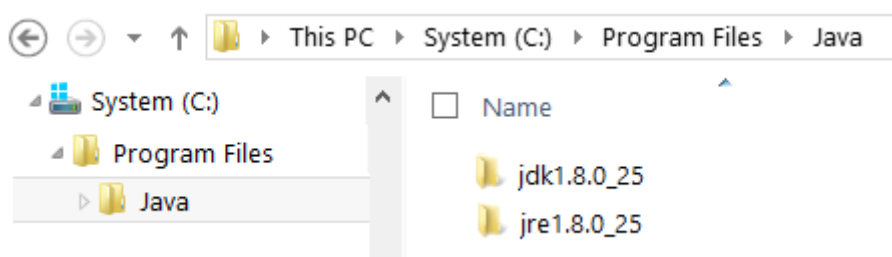 This PC System (C:) Program Files Java
System (C:)
Program Files
Java
Name
jdk1.8.0_25
jre1.8.0_25